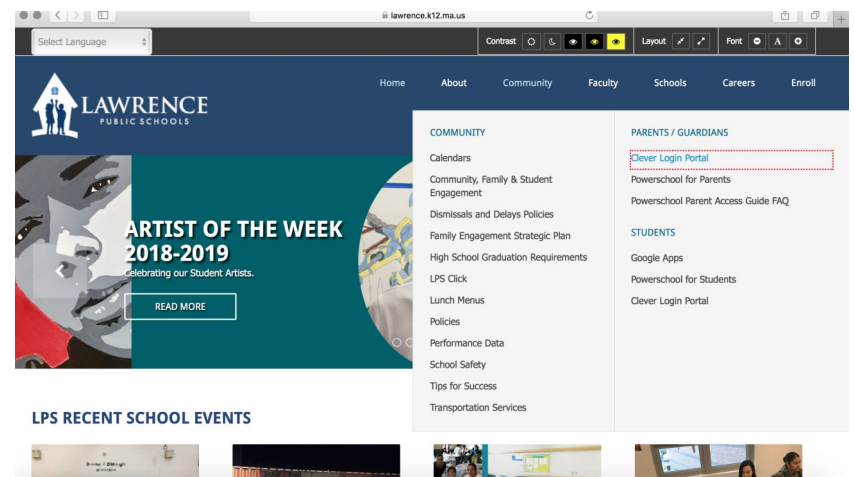 lawrence.k12.ma.us
Select Language
Contrast
Layout
Font
A
Home
About
Community
Faculty
Schools
Careers
Enroll
LAWRENCE
PUBLIC SCHOOLS
COMMUNITY
Calendars
Community, Family & Student
Engagement
Dismissals and Delays Policies
Family Engagement Strategic Plan
High School Graduation Requirements
LPS Click
Lunch Menus
Policies
Performance Data
School Safety
Tips for Success
Transportation Services
PARENTS / GUARDIANS
Clever Login Portal
Powerschool for Parents
Powerschool Parent Access Guide FAQ
STUDENTS
Google Apps
Powerschool for Students
Clever Login Portal
ARTIST OF THE WEEK
2018-2019
Celebrating our Student Artists.
READ MORE
LPS RECENT SCHOOL EVENTS